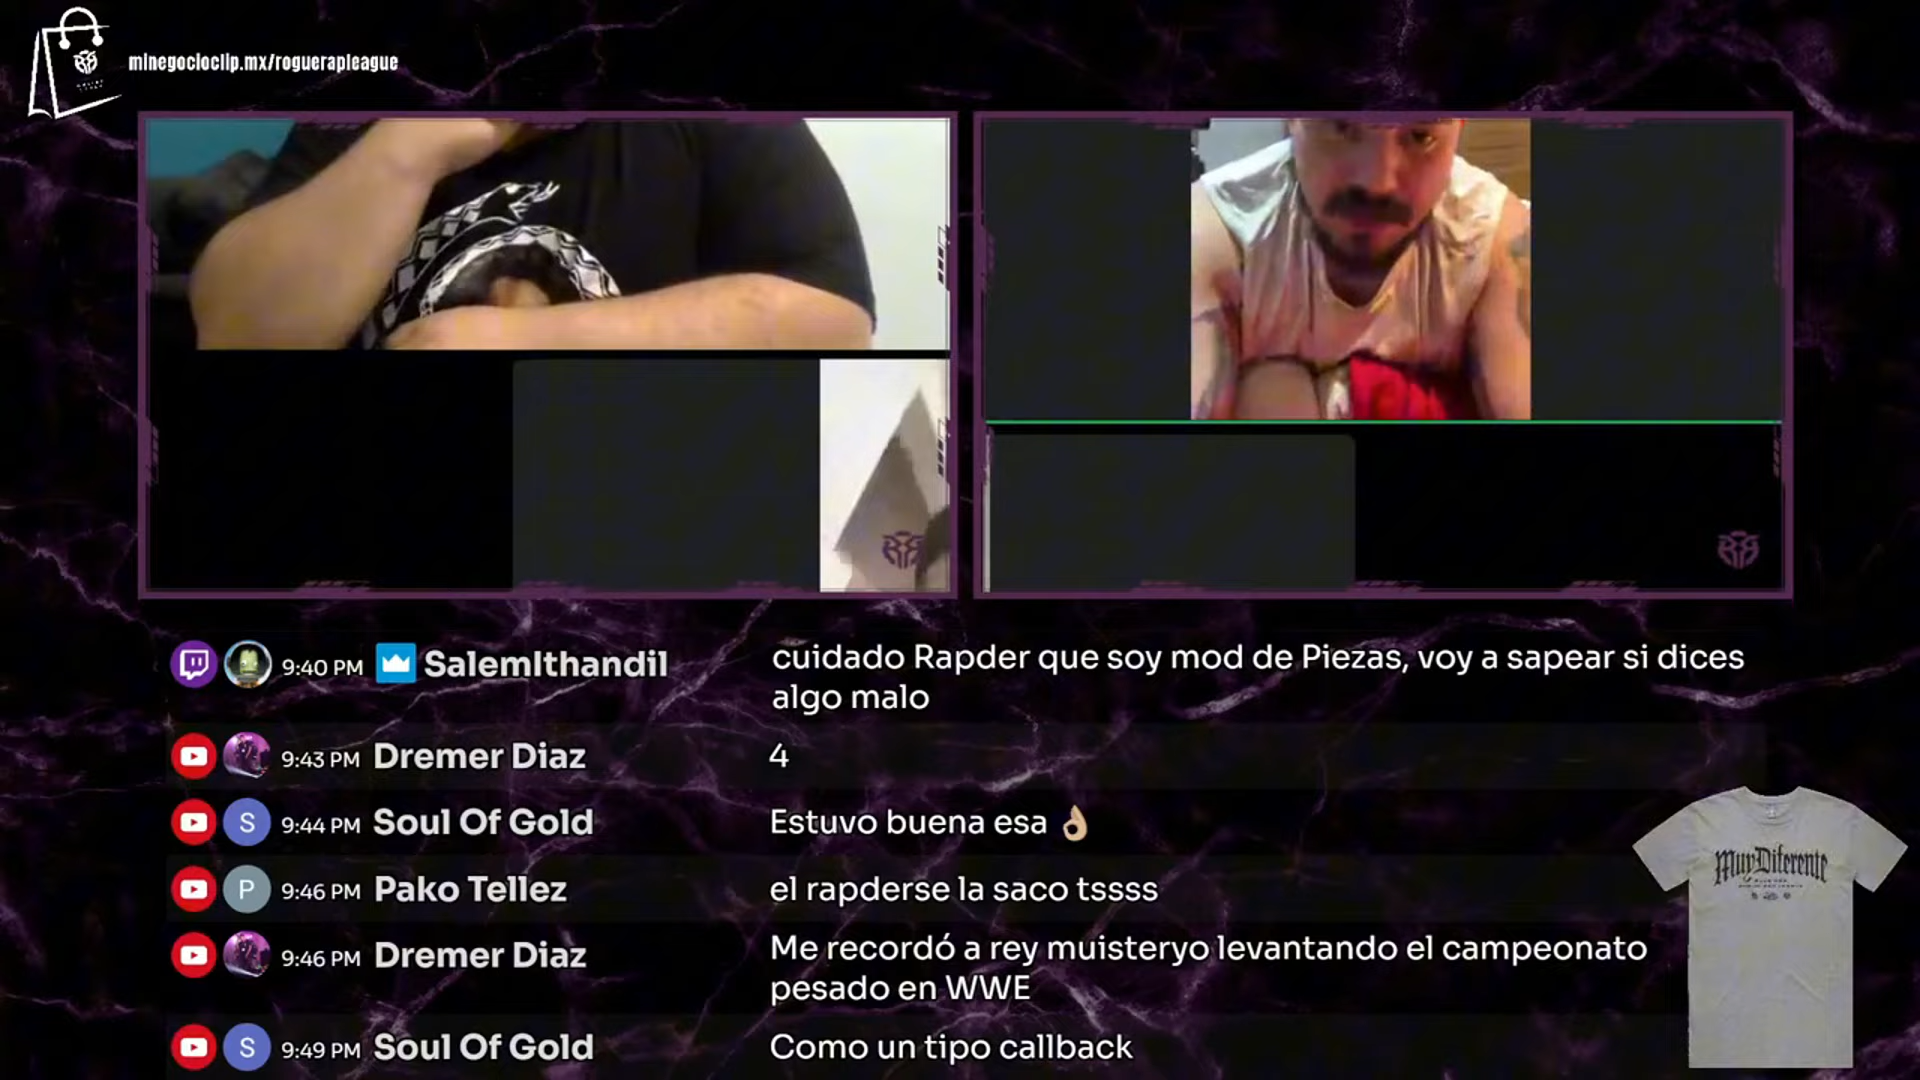 minegocioclip.mx/roguerapleague
9:40 PM SalemIthandil cuidado Rapder que soy mod de Piezas, voy a sapear si dices
algo malo
9:43 PM Dremer Diaz 4
S 9:44 PM Soul Of Gold Estuvo buena esa 👌🏼
P 9:46 PM Pako Tellez el rapderse la saco tssss
9:46 PM Dremer Diaz Me recordó a rey muisteryo levantando el campeonato
pesado en WWE
S 9:49 PM Soul Of Gold Como un tipo callback
Muy Diferente